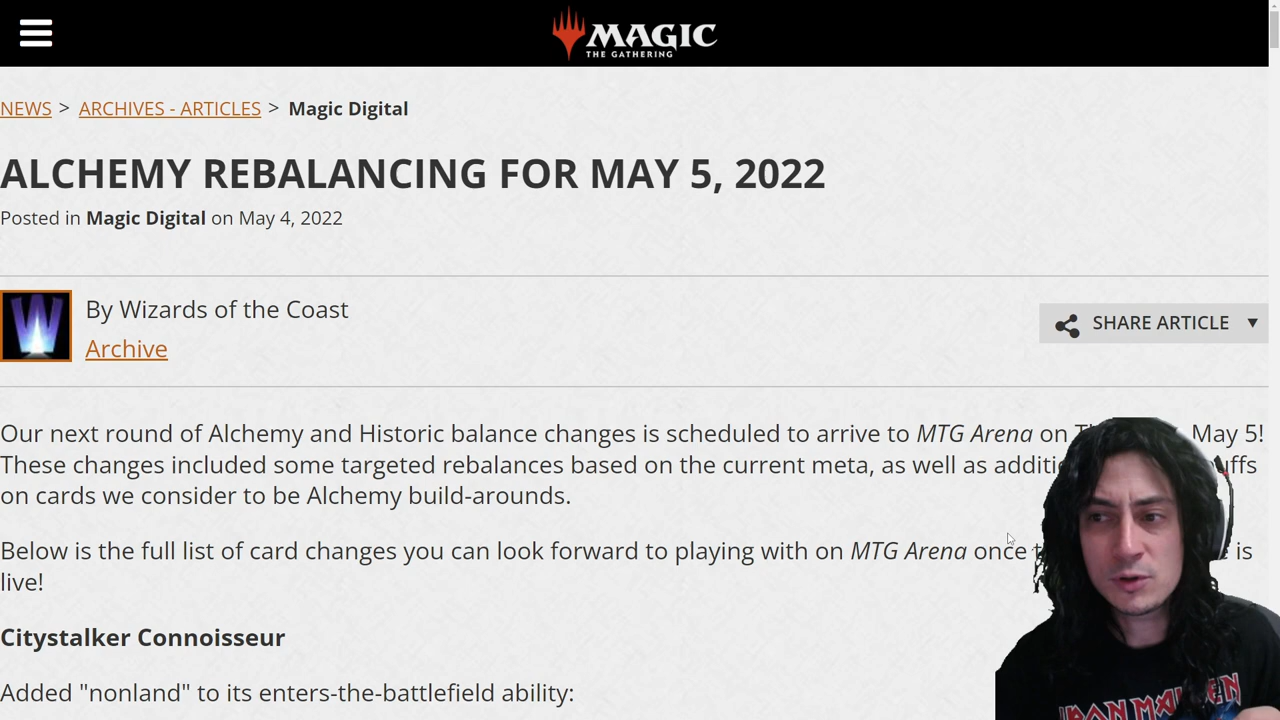 MAGIC
THE GATHERING
NEWS > ARCHIVES - ARTICLES > Magic Digital
ALCHEMY REBALANCING FOR MAY 5, 2022
Posted in Magic Digital on May 4, 2022
By Wizards of the Coast
Archive
SHARE ARTICLE
Our next round of Alchemy and Historic balance changes is scheduled to arrive to MTG Arena on May 5!
These changes included some targeted rebalances based on the current meta, as well as
on cards we consider to be Alchemy build-arounds.
Below is the full list of card changes you can look forward to playing with on MTG Arena once is
live!
Citystalker Connoisseur
Added "nonland" to its enters-the-battlefield ability:
IRON MAIDEN